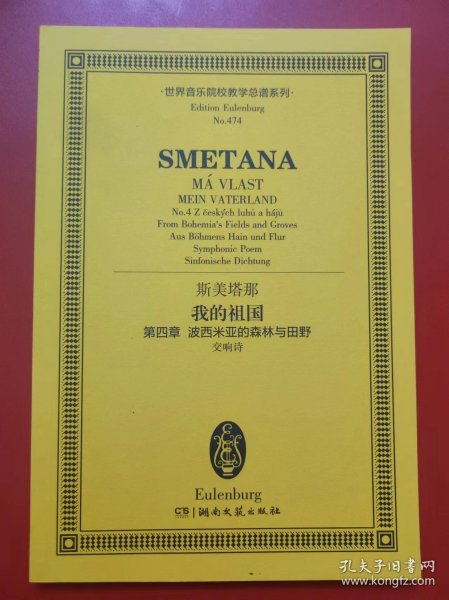 ·世界音乐院校教学总谱系列·
Edition Eulenburg
No.474
SMETANA
MÁ VLAST
MEIN VATERLAND
No.4 Z českých luhů a hájů
From Bohemia's Fields and Groves
Aus Böhmens Hain und Flur
Symphonic Poem
Sinfonische Dichtung
斯美塔那
我的祖国
第四章 波西米亚的森林与田野
交响诗
Eulenburg
湖南文艺出版社
孔夫子旧书网
www.kongfz.com